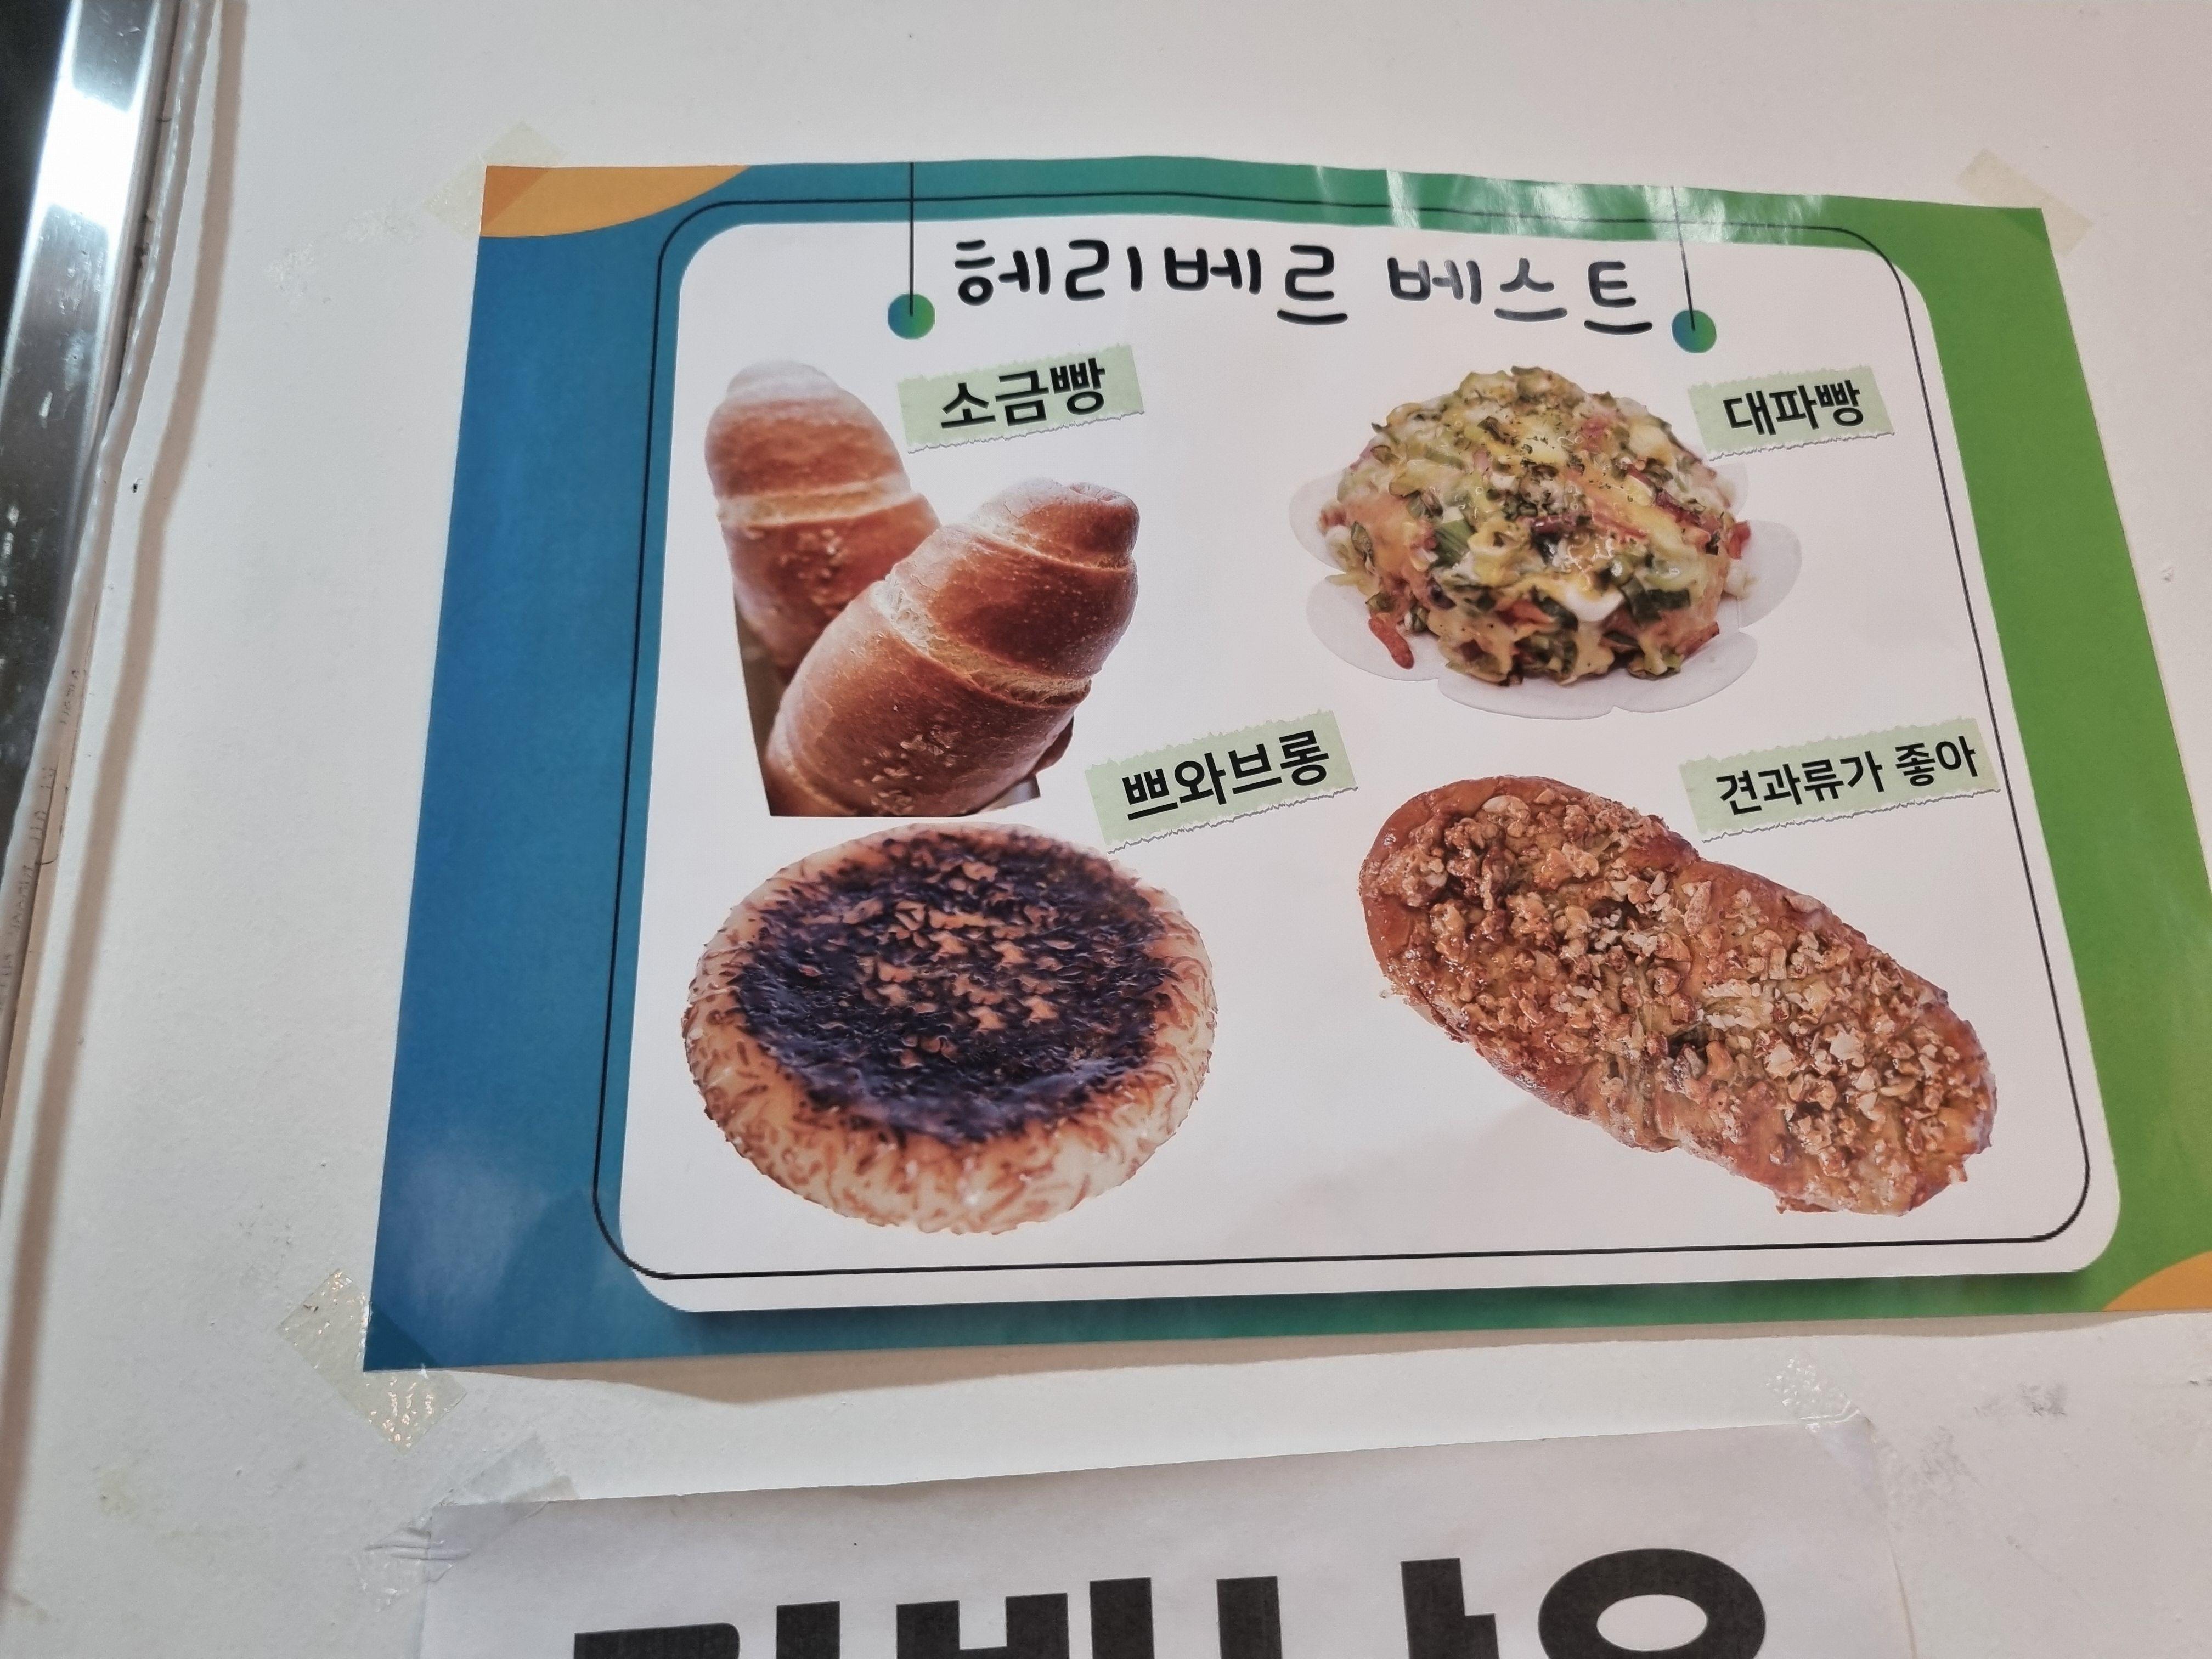 헤리베르 베스트
소금빵
대파빵
쁘와브롱
견과류가 좋아